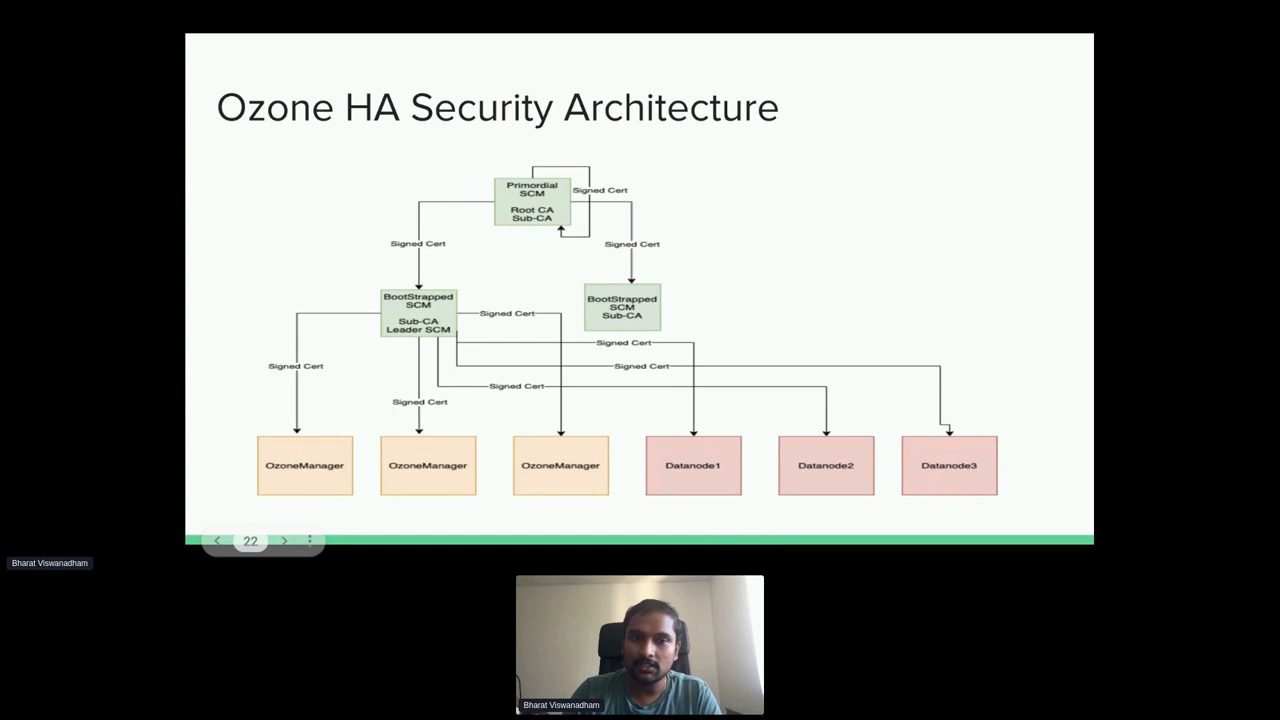 Ozone HA Security Architecture
Primordial
SCM
Root CA
Sub-CA
Signed Cert
Signed Cert
Signed Cert
BootStrapped
SCM
Sub-CA
Leader SCM
BootStrapped
SCM
Sub-CA
Signed Cert
Signed Cert
Signed Cert
Signed Cert
Signed Cert
Signed Cert
OzoneManager
OzoneManager
OzoneManager
Datanode1
Datanode2
Datanode3
22
Bharat Viswanadham
Bharat Viswanadham